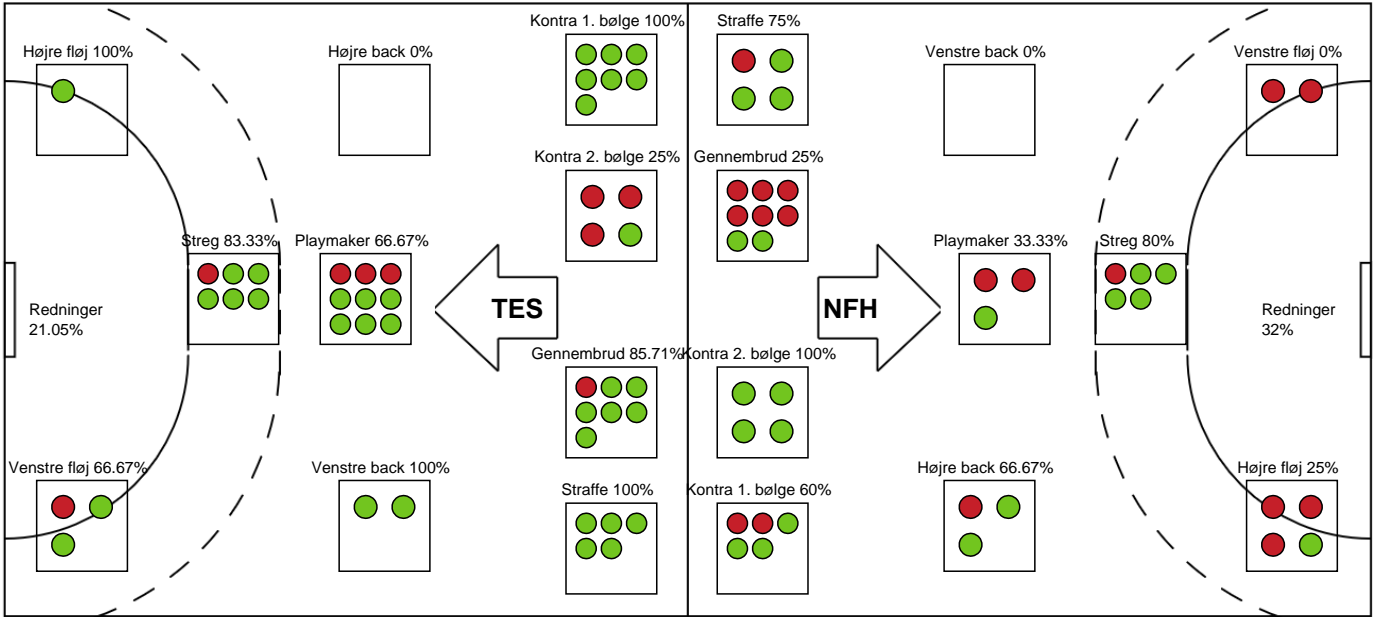 Kontra 1. bølge 100%
Straffe 75%
Højre fløj 100%
Højre back 0%
Venstre back 0%
Venstre fløj 0%
Kontra 2. bølge 25%
Gennembrud 25%
Streg 83.33%
Playmaker 66.67%
Playmaker 33.33%
Streg 80%
Redninger
21.05%
TES
NFH
Redninger
32%
Gennembrud 85.71%
Kontra 2. bølge 100%
Venstre fløj 66.67%
Venstre back 100%
Højre back 66.67%
Højre fløj 25%
Straffe 100%
Kontra 1. bølge 60%